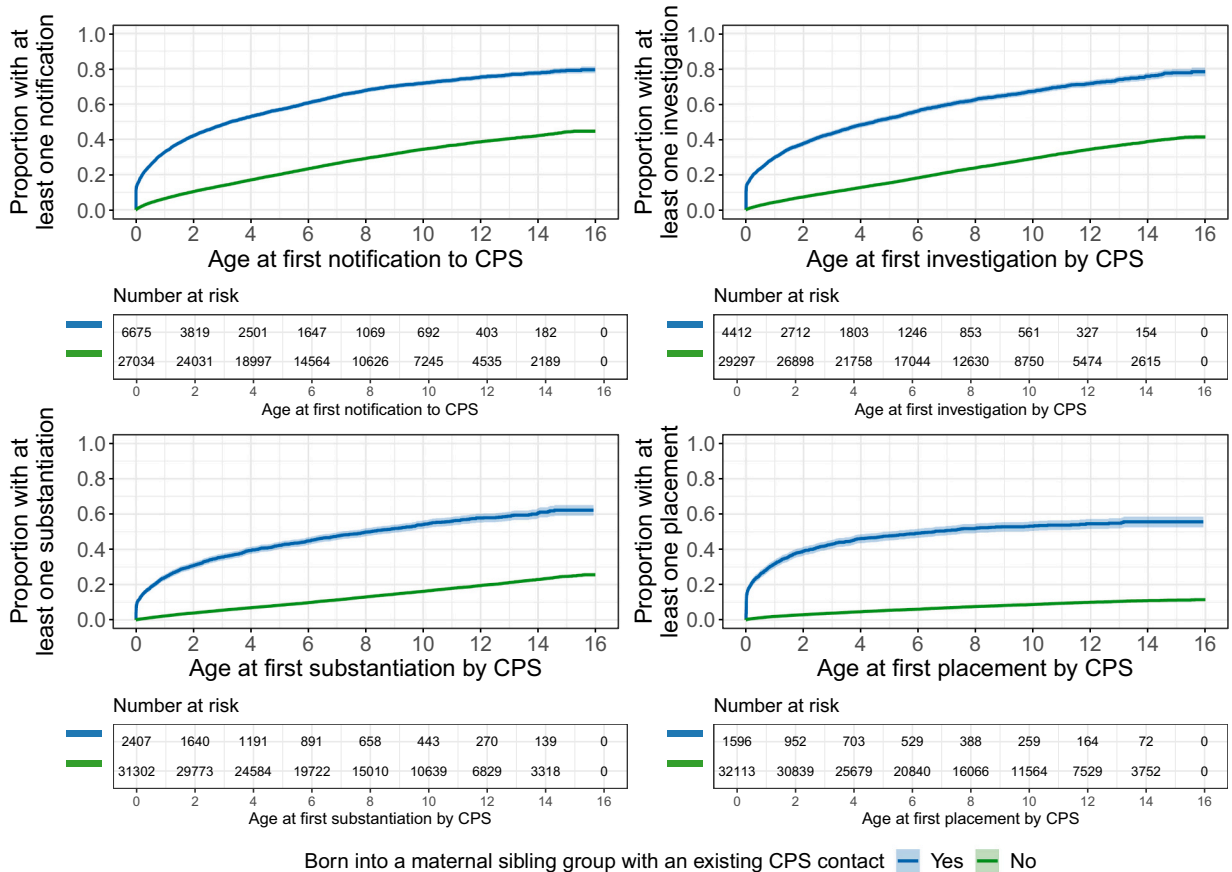 Proportion with at
least one notification
1.0
0.8
0.6
0.4
0.2
0.0
0 2 4 6 8 10 12 14 16
Age at first notification to CPS
Number at risk
6675 3819 2501 1647 1069 692 403 182 0
27034 24031 18997 14564 10626 7245 4535 2189 0
0 2 4 6 8 10 12 14 16
Age at first notification to CPS
Proportion with at
least one investigation
1.0
0.8
0.6
0.4
0.2
0.0
0 2 4 6 8 10 12 14 16
Age at first investigation by CPS
Number at risk
4412 2712 1803 1246 853 561 327 154 0
29297 26898 21758 17044 12630 8750 5474 2615 0
0 2 4 6 8 10 12 14 16
Age at first investigation by CPS
Proportion with at
least one substantiation
1.0
0.8
0.6
0.4
0.2
0.0
0 2 4 6 8 10 12 14 16
Age at first substantiation by CPS
Number at risk
2407 1640 1191 891 658 443 270 139 0
31302 29773 24584 19722 15010 10639 6829 3318 0
0 2 4 6 8 10 12 14 16
Age at first substantiation by CPS
Proportion with at
least one placement
1.0
0.8
0.6
0.4
0.2
0.0
0 2 4 6 8 10 12 14 16
Age at first placement by CPS
Number at risk
1596 952 703 529 388 259 164 72 0
32113 30839 25679 20840 16066 11564 7529 3752 0
0 2 4 6 8 10 12 14 16
Age at first placement by CPS
Born into a maternal sibling group with an existing CPS contact Yes No